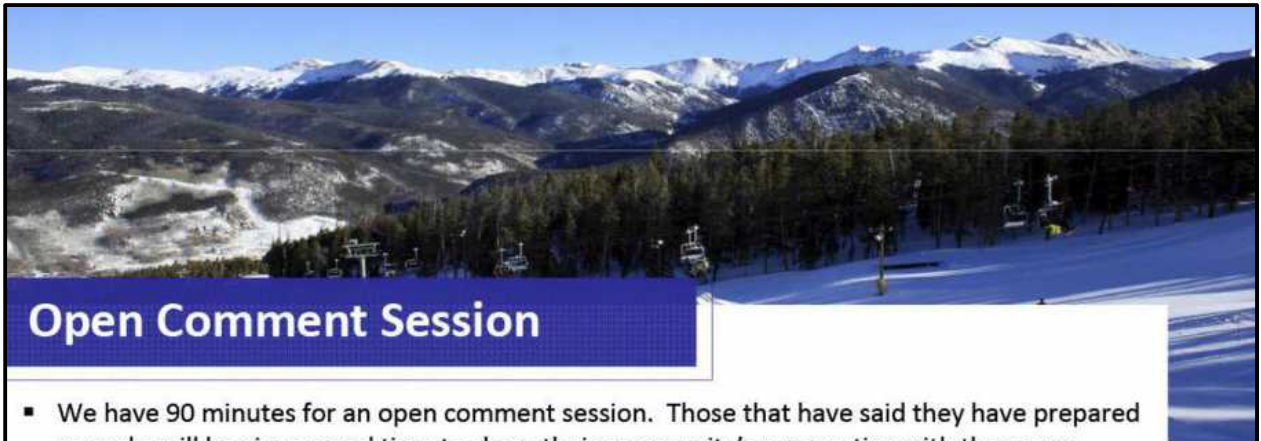 Open Comment Session
▪ We have 90 minutes for an open comment session. Those that have said they have prepared